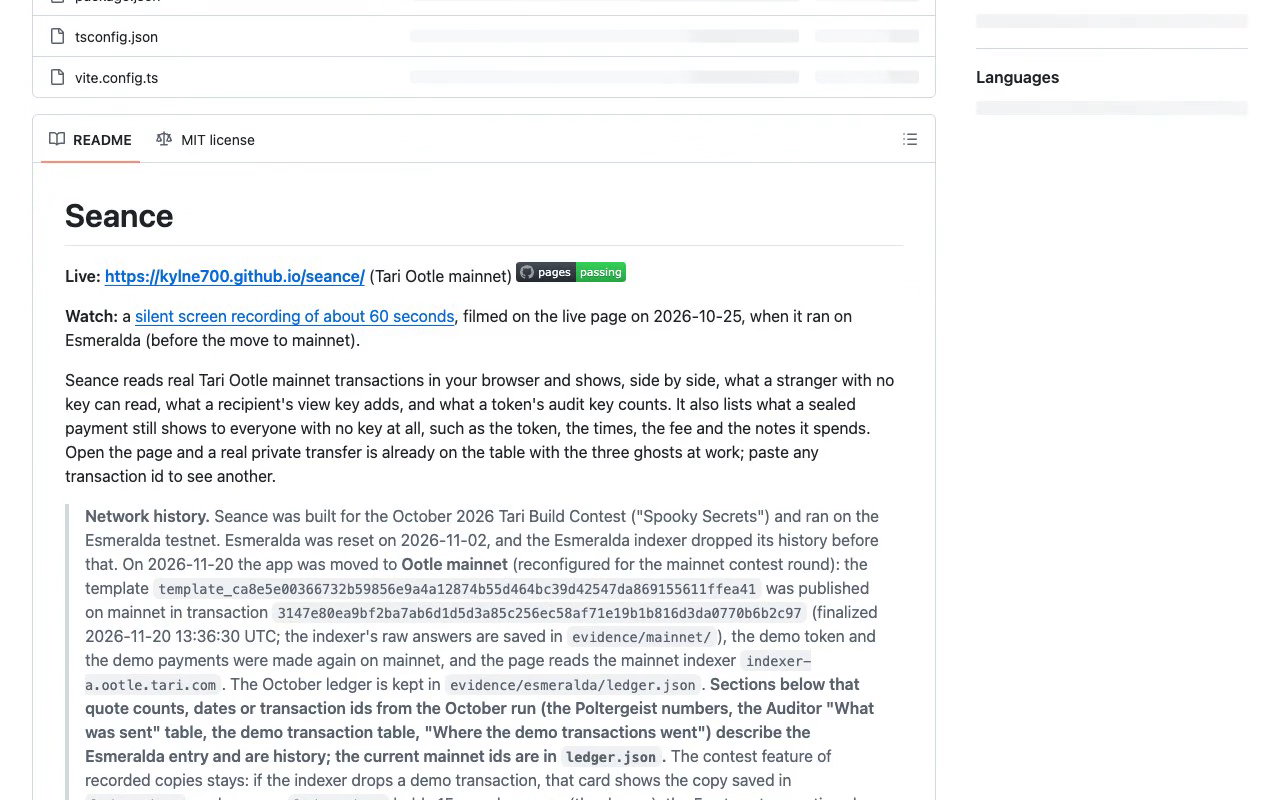 package.json
tsconfig.json
vite.config.ts
Languages
README
MIT license
Seance
Live: https://kylne700.github.io/seance/ (Tari Ootle mainnet) pages passing
Watch: a silent screen recording of about 60 seconds, filmed on the live page on 2026-10-25, when it ran on
Esmeralda (before the move to mainnet).
Seance reads real Tari Ootle mainnet transactions in your browser and shows, side by side, what a stranger with no
key can read, what a recipient's view key adds, and what a token's audit key counts. It also lists what a sealed
payment still shows to everyone with no key at all, such as the token, the times, the fee and the notes it spends.
Open the page and a real private transfer is already on the table with the three ghosts at work; paste any
transaction id to see another.
Network history. Seance was built for the October 2026 Tari Build Contest ("Spooky Secrets") and ran on the
Esmeralda testnet. Esmeralda was reset on 2026-11-02, and the Esmeralda indexer dropped its history before
that. On 2026-11-20 the app was moved to Ootle mainnet (reconfigured for the mainnet contest round): the
template template_ca8e5e00366732b59856e9a4a12874b55d464bc39d42547da869155611ffea41 was published
on mainnet in transaction 3147e80ea9bf2ba7ab6d1d5d3a85c256ec58af71e19b1b816d3da0770b6b2c97 (finalized
2026-11-20 13:36:30 UTC; the indexer's raw answers are saved in evidence/mainnet/ ), the demo token and
the demo payments were made again on mainnet, and the page reads the mainnet indexer indexer-
a.ootle.tari.com . The October ledger is kept in evidence/esmeralda/ledger.json . Sections below that
quote counts, dates or transaction ids from the October run (the Poltergeist numbers, the Auditor "What
was sent" table, the demo transaction table, "Where the demo transactions went") describe the
Esmeralda entry and are history; the current mainnet ids are in ledger.json . The contest feature of
recorded copies stays: if the indexer drops a demo transaction, that card shows the copy saved in